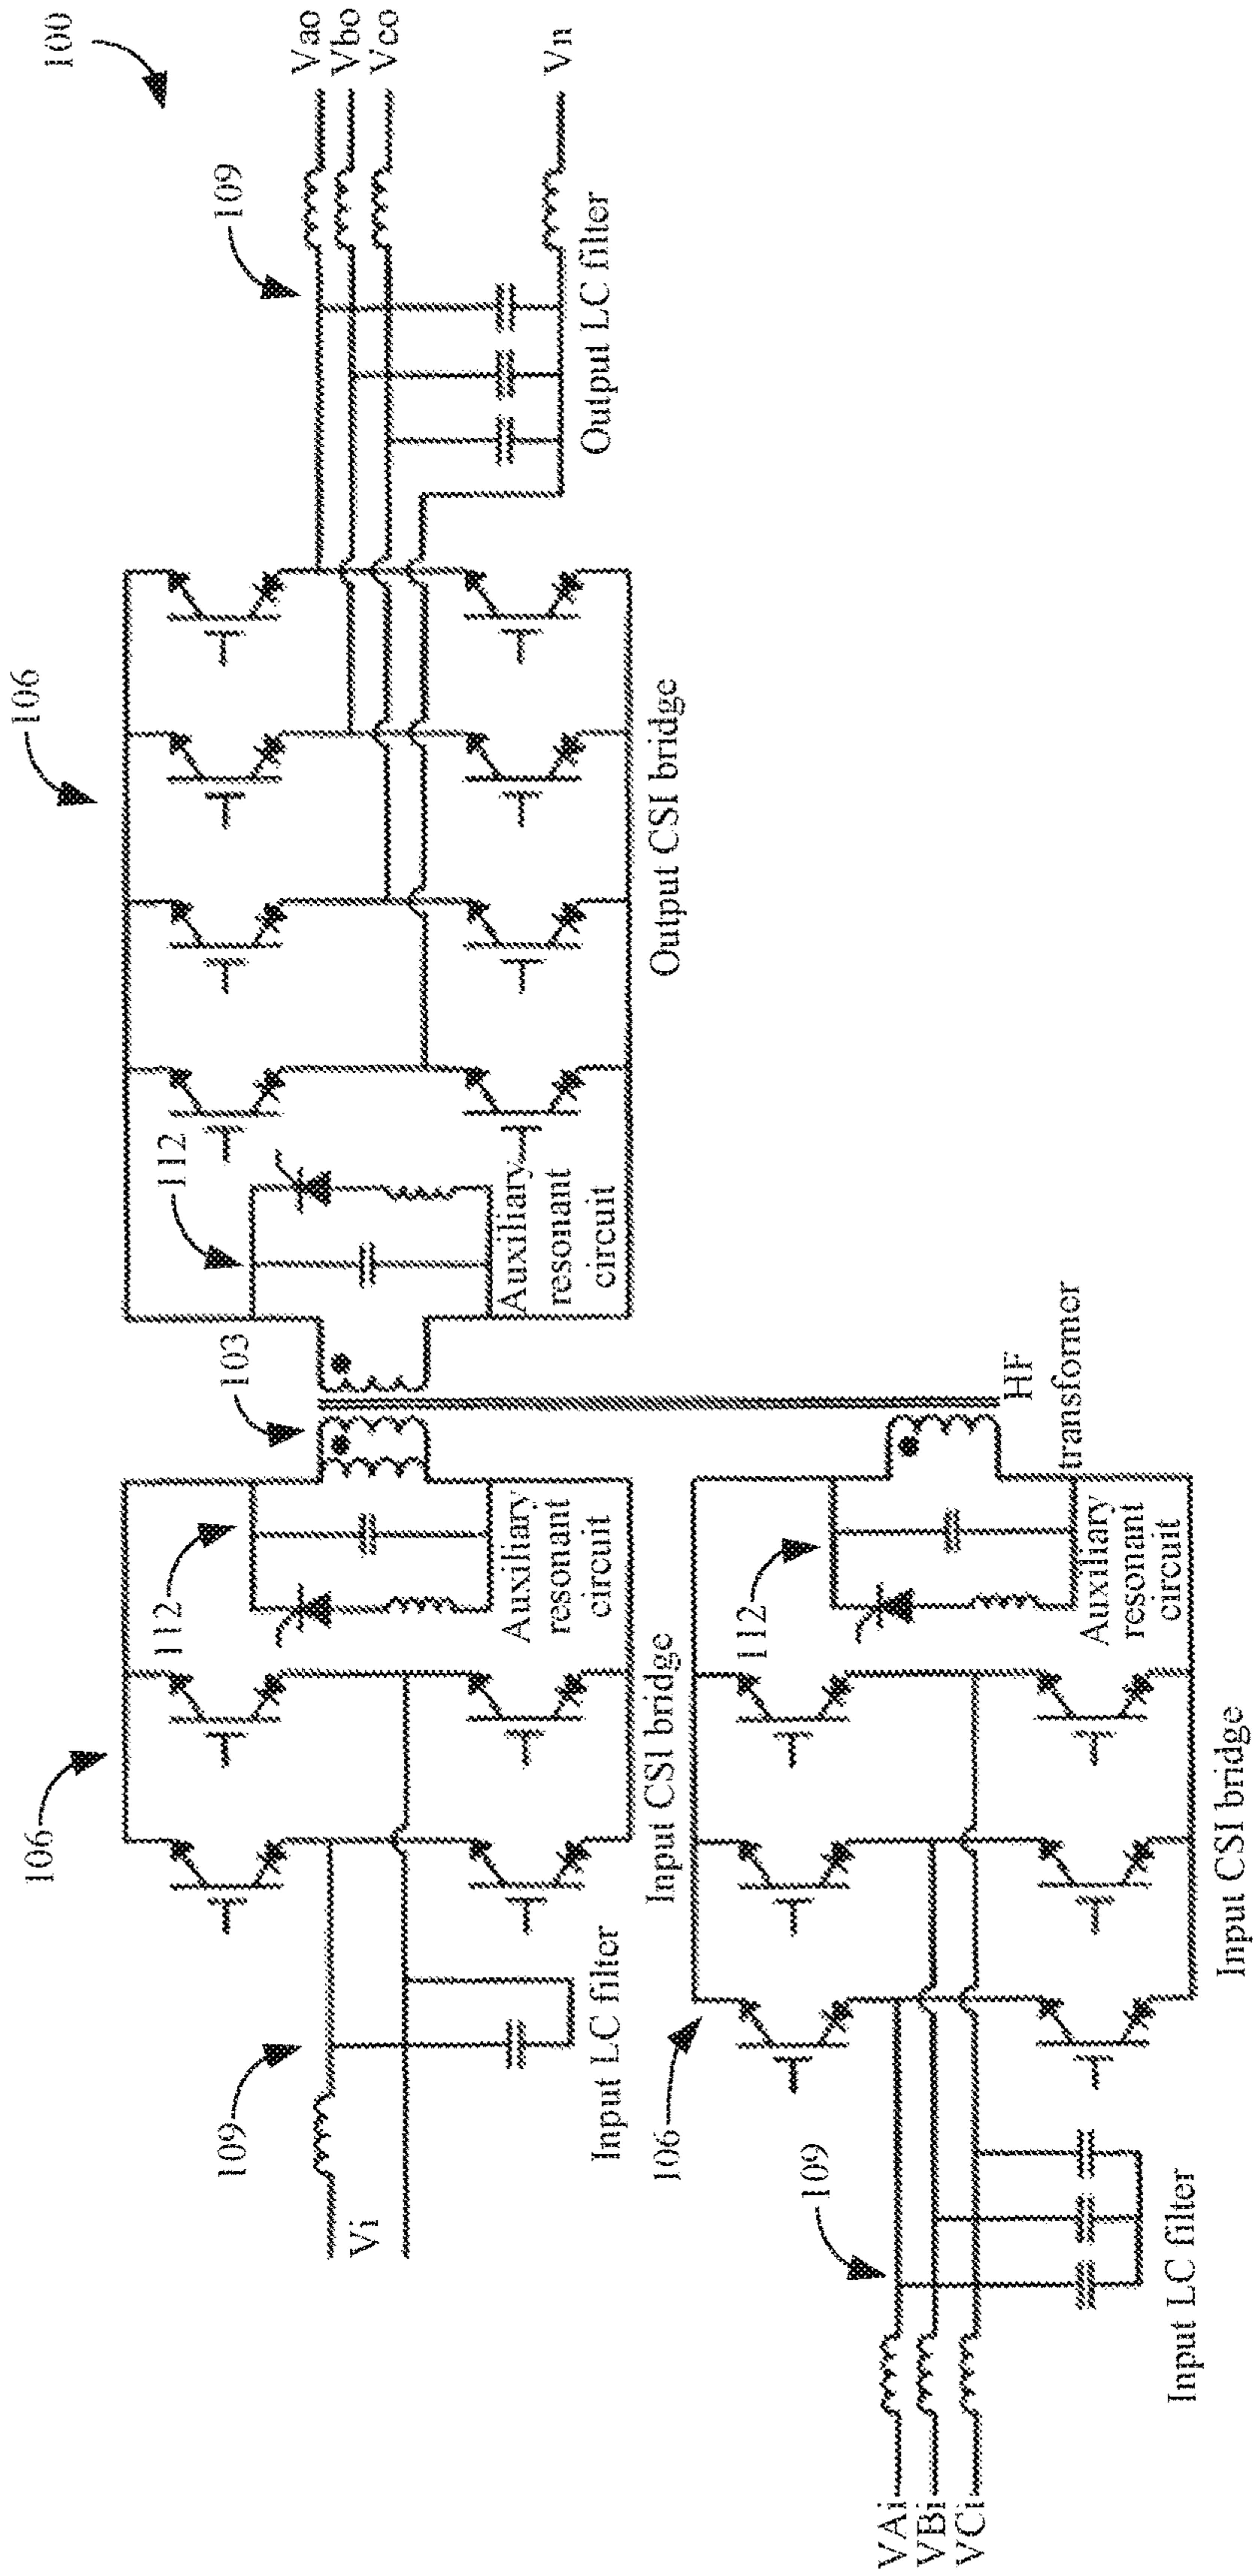 100
106
109
Vao
Vbo
Vco
Vn
112
103
Output LC filter
Output CSI bridge
Auxiliary
resonant
circuit
106
112
109
Vi
Auxiliary
resonant
circuit
Input CSI bridge
Input LC filter
HF
transformer
112
106
109
Auxiliary
resonant
circuit
VAi
VBi
VCi
Input CSI bridge
Input LC filter